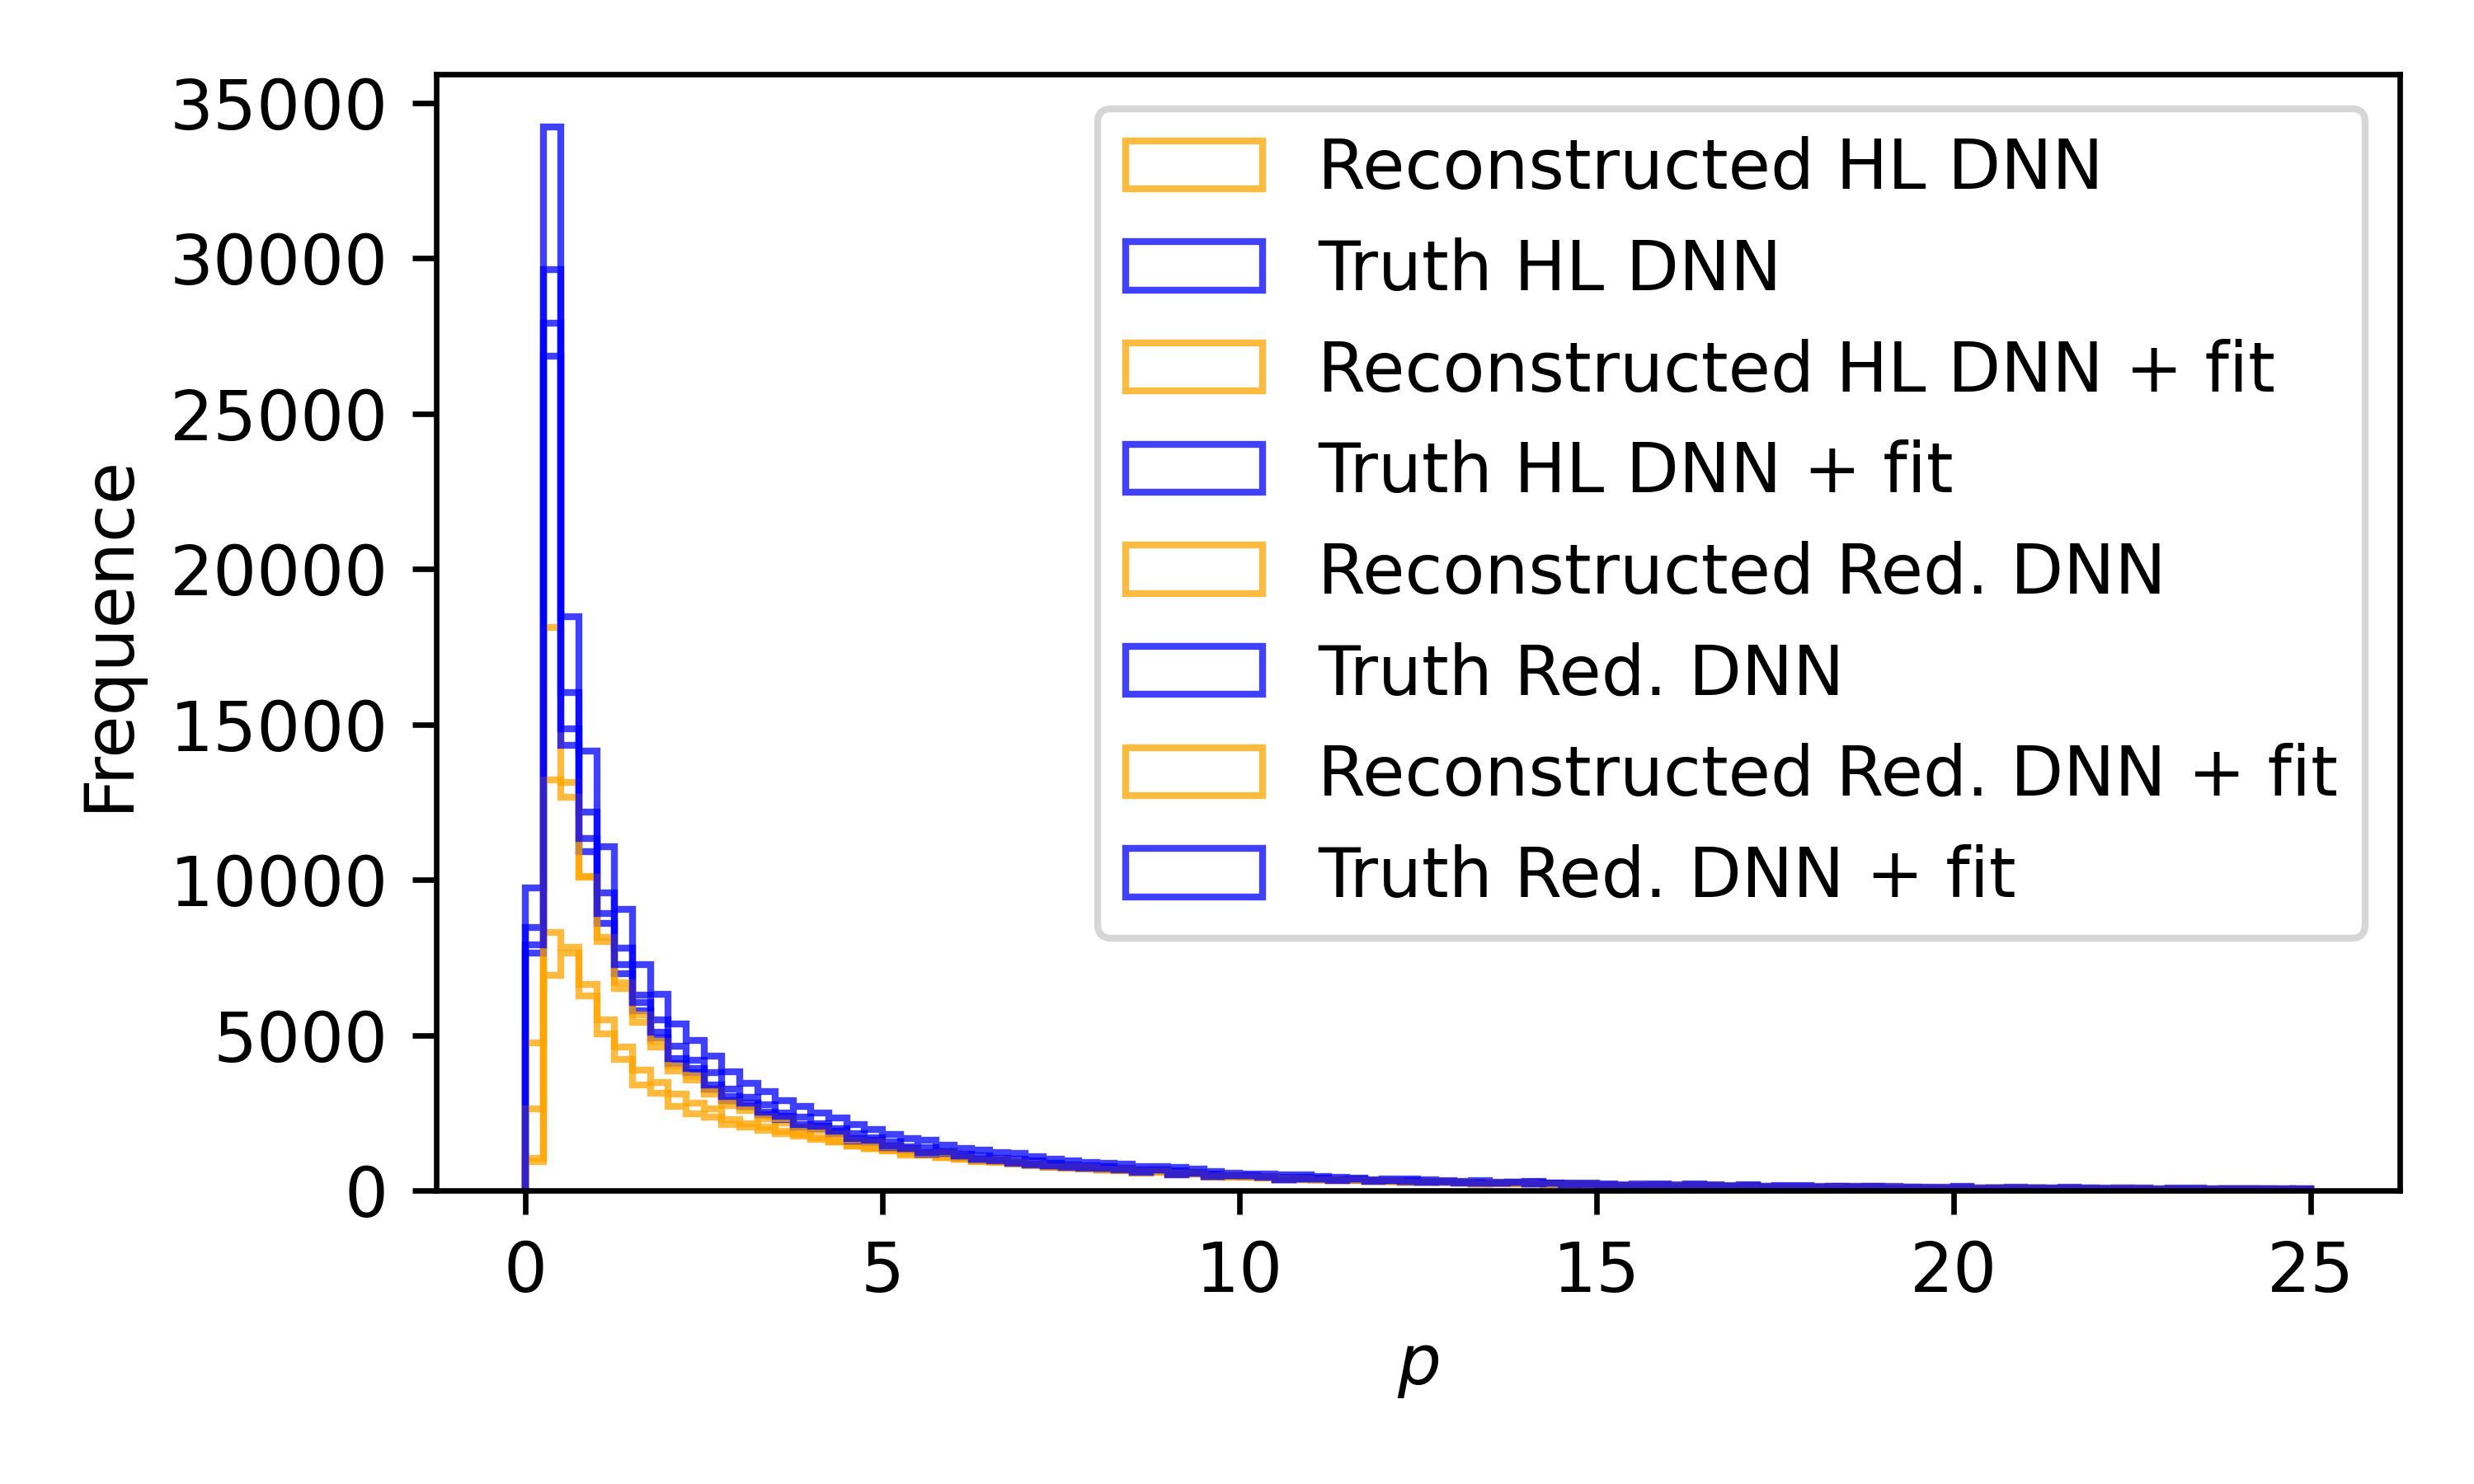 35000
30000
25000
20000
15000
10000
5000
0
Frequence
Reconstructed HL DNN
Truth HL DNN
Reconstructed HL DNN + fit
Truth HL DNN + fit
Reconstructed Red. DNN
Truth Red. DNN
Reconstructed Red. DNN + fit
Truth Red. DNN + fit
0 5 10 15 20 25
p